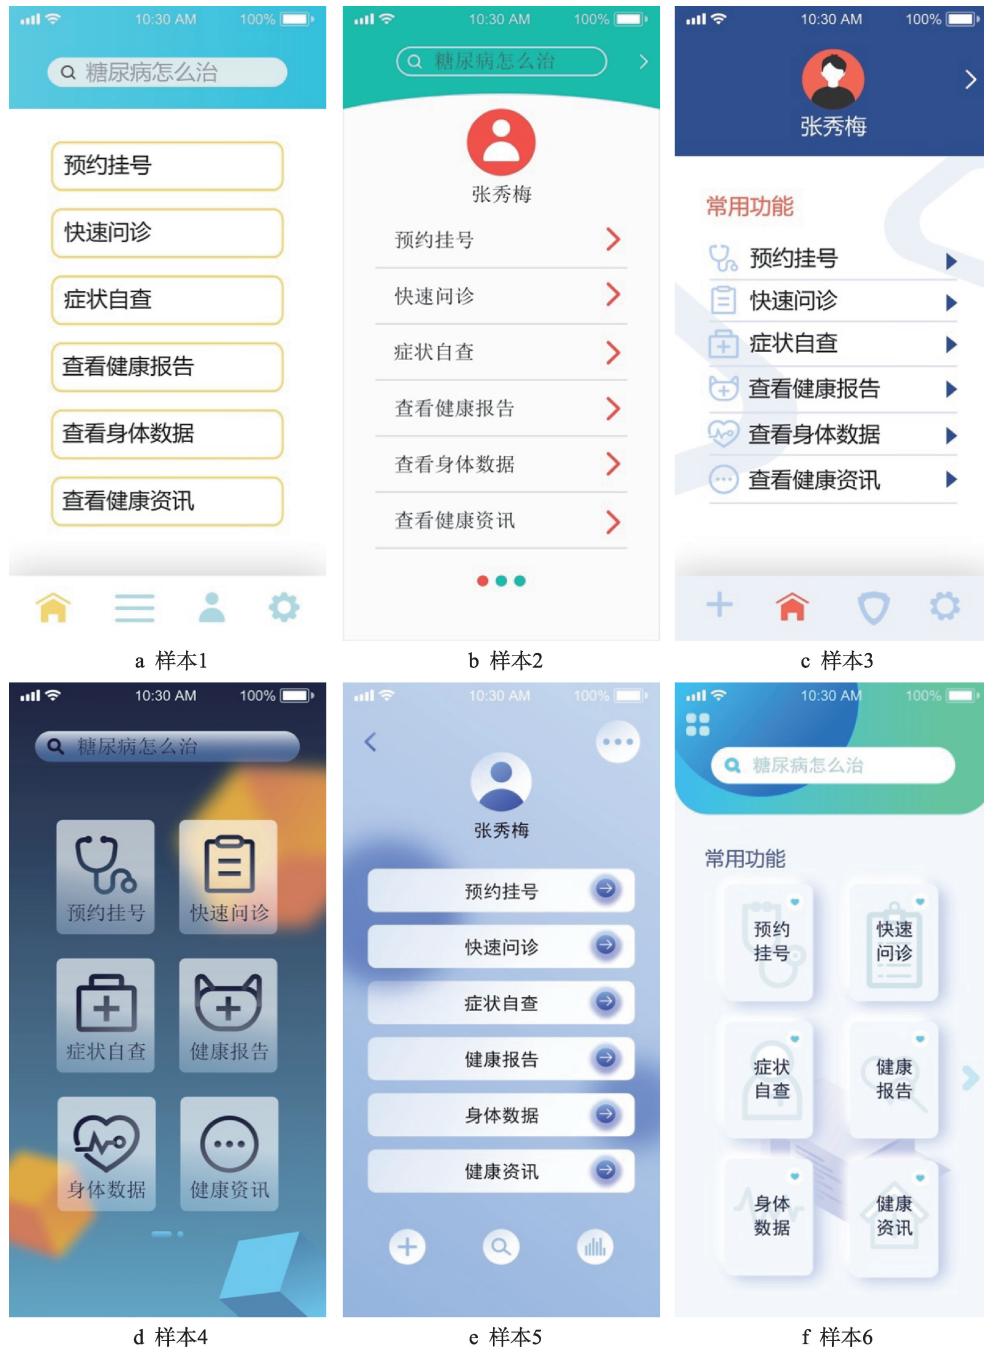 10:30 AM 100%
糖尿病怎么治
预约挂号
快速问诊
症状自查
查看健康报告
查看身体数据
查看健康资讯
a 样本1
10:30 AM 100%
糖尿病怎么治
张秀梅
预约挂号
快速问诊
症状自查
查看健康报告
查看身体数据
查看健康资讯
b 样本2
10:30 AM 100%
张秀梅
常用功能
预约挂号
快速问诊
症状自查
查看健康报告
查看身体数据
查看健康资讯
c 样本3
10:30 AM 100%
糖尿病怎么治
预约挂号 快速问诊
症状自查 健康报告
身体数据 健康资讯
d 样本4
10:30 AM 100%
张秀梅
预约挂号
快速问诊
症状自查
健康报告
身体数据
健康资讯
e 样本5
10:30 AM 100%
糖尿病怎么治
常用功能
预约
挂号
快速
问诊
症状
自查
健康
报告
身体
数据
健康
资讯
f 样本6